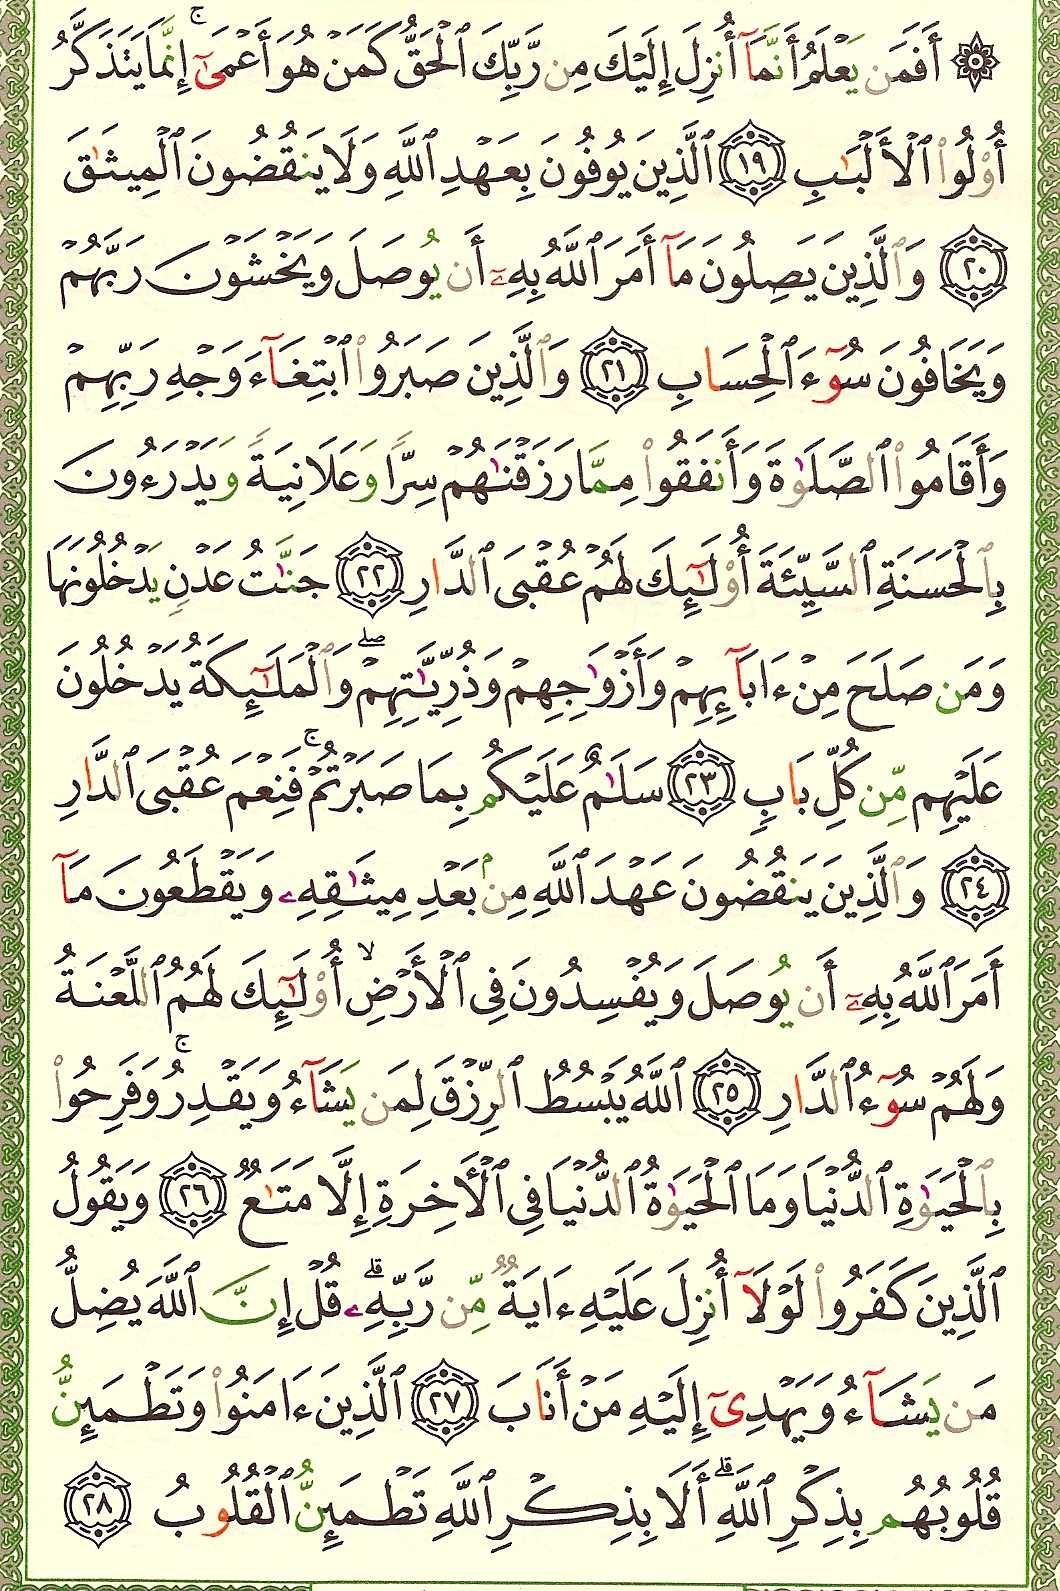 ۞ أَفَمَن يَعْلَمُ أَنَّمَآ أُنزِلَ إِلَيْكَ مِن رَّبِّكَ ٱلْحَقُّ كَمَنْ هُوَ أَعْمَىٰٓ ۚ إِنَّمَا يَتَذَكَّرُ
أُو۟لُوا۟ ٱلْأَلْبَـٰبِ ١٩ ٱلَّذِينَ يُوفُونَ بِعَهْدِ ٱللَّهِ وَلَا يَنقُضُونَ ٱلْمِيثَـٰقَ
٢٠ وَٱلَّذِينَ يَصِلُونَ مَآ أَمَرَ ٱللَّهُ بِهِۦٓ أَن يُوصَلَ وَيَخْشَوْنَ رَبَّهُمْ
وَيَخَافُونَ سُوٓءَ ٱلْحِسَابِ ٢١ وَٱلَّذِينَ صَبَرُوا۟ ٱبْتِغَآءَ وَجْهِ رَبِّهِمْ
وَأَقَامُوا۟ ٱلصَّلَوٰةَ وَأَنفَقُوا۟ مِمَّا رَزَقْنَـٰهُمْ سِرًّا وَعَلَانِيَةً وَيَدْرَءُونَ
بِٱلْحَسَنَةِ ٱلسَّيِّئَةَ أُو۟لَـٰٓئِكَ لَهُمْ عُقْبَى ٱلدَّارِ ٢٢ جَنَّـٰتُ عَدْنٍ يَدْخُلُونَهَا
وَمَن صَلَحَ مِنْ ءَابَآئِهِمْ وَأَزْوَٰجِهِمْ وَذُرِّيَّـٰتِهِمْ ۖ وَٱلْمَلَـٰٓئِكَةُ يَدْخُلُونَ
عَلَيْهِم مِّن كُلِّ بَابٍ ٢٣ سَلَـٰمٌ عَلَيْكُم بِمَا صَبَرْتُمْ ۚ فَنِعْمَ عُقْبَى ٱلدَّارِ
٢٤ وَٱلَّذِينَ يَنقُضُونَ عَهْدَ ٱللَّهِ مِنۢ بَعْدِ مِيثَـٰقِهِۦ وَيَقْطَعُونَ مَآ
أَمَرَ ٱللَّهُ بِهِۦٓ أَن يُوصَلَ وَيُفْسِدُونَ فِى ٱلْأَرْضِ ۙ أُو۟لَـٰٓئِكَ لَهُمُ ٱللَّعْنَةُ
وَلَهُمْ سُوٓءُ ٱلدَّارِ ٢٥ ٱللَّهُ يَبْسُطُ ٱلرِّزْقَ لِمَن يَشَآءُ وَيَقْدِرُ ۚ وَفَرِحُوا۟
بِٱلْحَيَوٰةِ ٱلدُّنْيَا وَمَا ٱلْحَيَوٰةُ ٱلدُّنْيَا فِى ٱلْـَٔاخِرَةِ إِلَّا مَتَـٰعٌ ٢٦ وَيَقُولُ
ٱلَّذِينَ كَفَرُوا۟ لَوْلَآ أُنزِلَ عَلَيْهِ ءَايَةٌ مِّن رَّبِّهِۦ ۗ قُلْ إِنَّ ٱللَّهَ يُضِلُّ
مَن يَشَآءُ وَيَهْدِىٓ إِلَيْهِ مَنْ أَنَابَ ٢٧ ٱلَّذِينَ ءَامَنُوا۟ وَتَطْمَئِنُّ
قُلُوبُهُم بِذِكْرِ ٱللَّهِ ۗ أَلَا بِذِكْرِ ٱللَّهِ تَطْمَئِنُّ ٱلْقُلُوبُ ٢٨